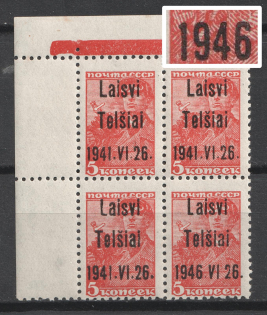 1946
ПОЧТА СССР
Laisvi
Telšiai
1941.VI.26.
5 КОПЕЕК
ПОЧТА СССР
Laisvi
Telšiai
1941.VI.26.
5 КОПЕЕК
ПОЧТА СССР
Laisvi
Telšiai
1941.VI.26.
5 КОПЕЕК
ПОЧТА СССР
Laisvi
Telšiai
1946 VI.26.
5 КОПЕЕК